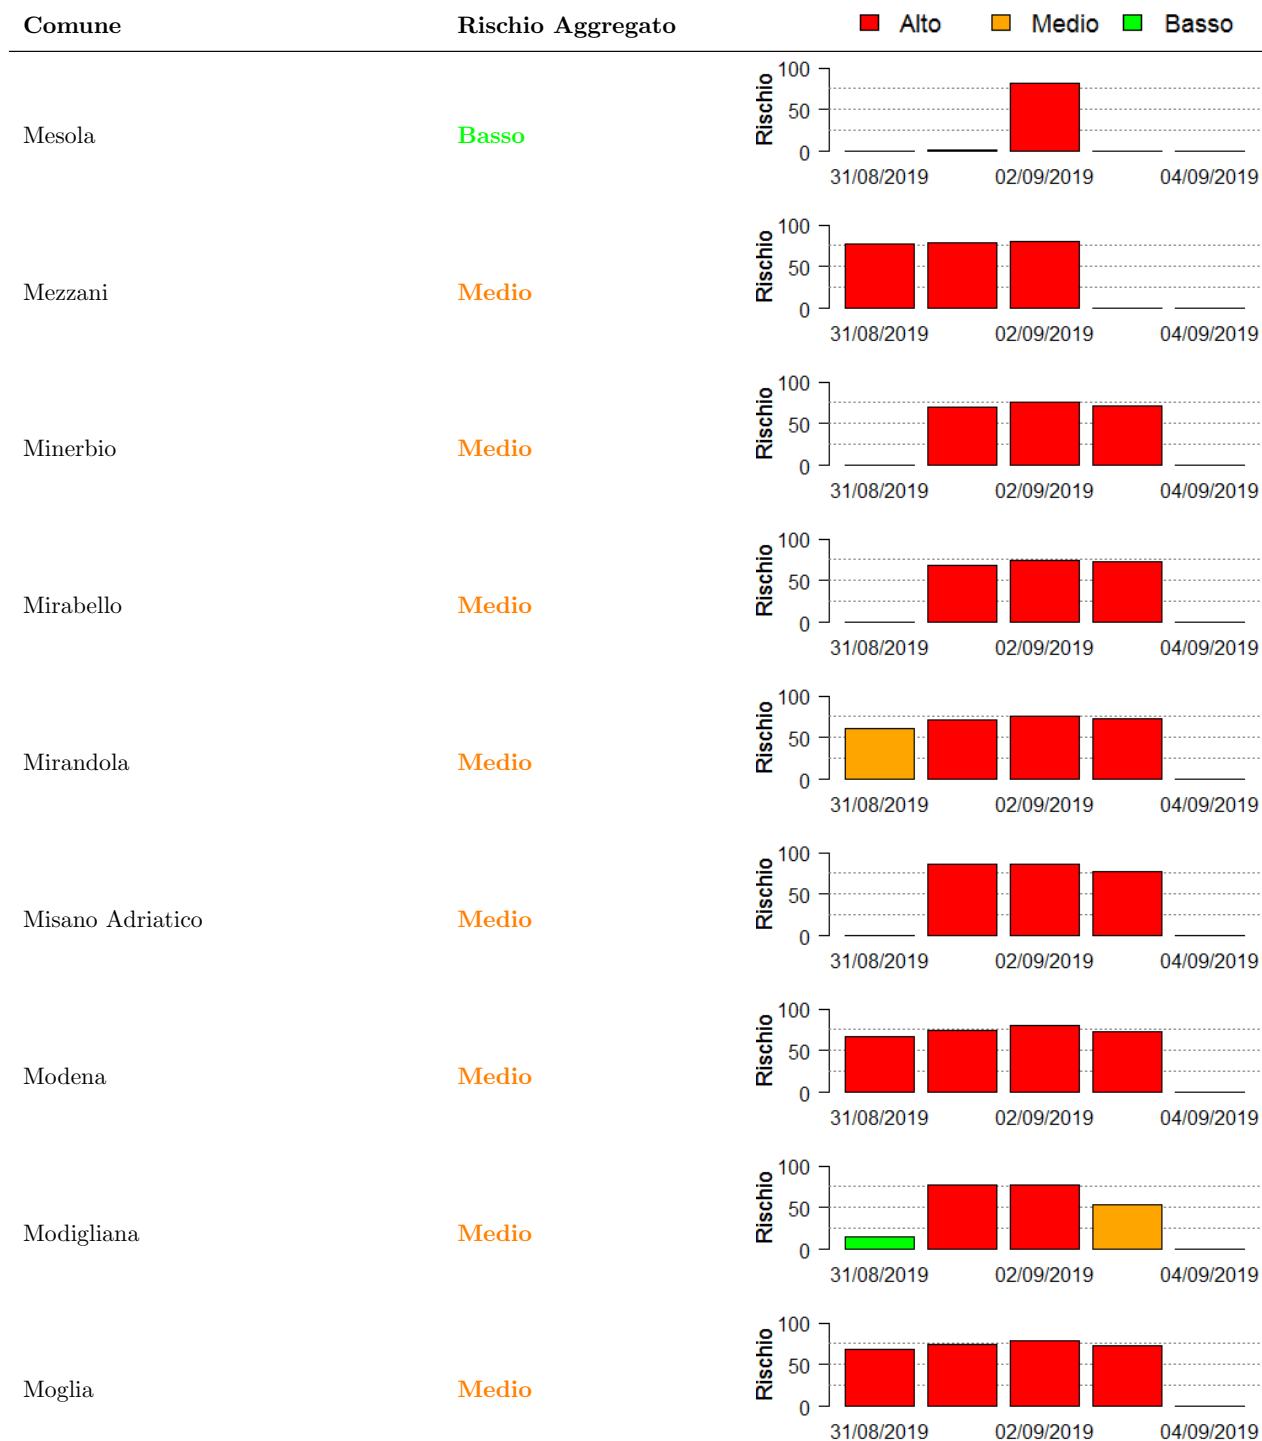 Comune Rischio Aggregato Alto Medio Basso
100
50
0
Rischio
Mesola Basso
31/08/2019 02/09/2019 04/09/2019
100
50
0
Rischio
Mezzani Medio
31/08/2019 02/09/2019 04/09/2019
100
50
0
Rischio
Minerbio Medio
31/08/2019 02/09/2019 04/09/2019
100
50
0
Rischio
Mirabello Medio
31/08/2019 02/09/2019 04/09/2019
100
50
0
Rischio
Mirandola Medio
31/08/2019 02/09/2019 04/09/2019
100
50
0
Rischio
Misano Adriatico Medio
31/08/2019 02/09/2019 04/09/2019
100
50
0
Rischio
Modena Medio
31/08/2019 02/09/2019 04/09/2019
100
50
0
Rischio
Modigliana Medio
31/08/2019 02/09/2019 04/09/2019
100
50
0
Rischio
Moglia Medio
31/08/2019 02/09/2019 04/09/2019